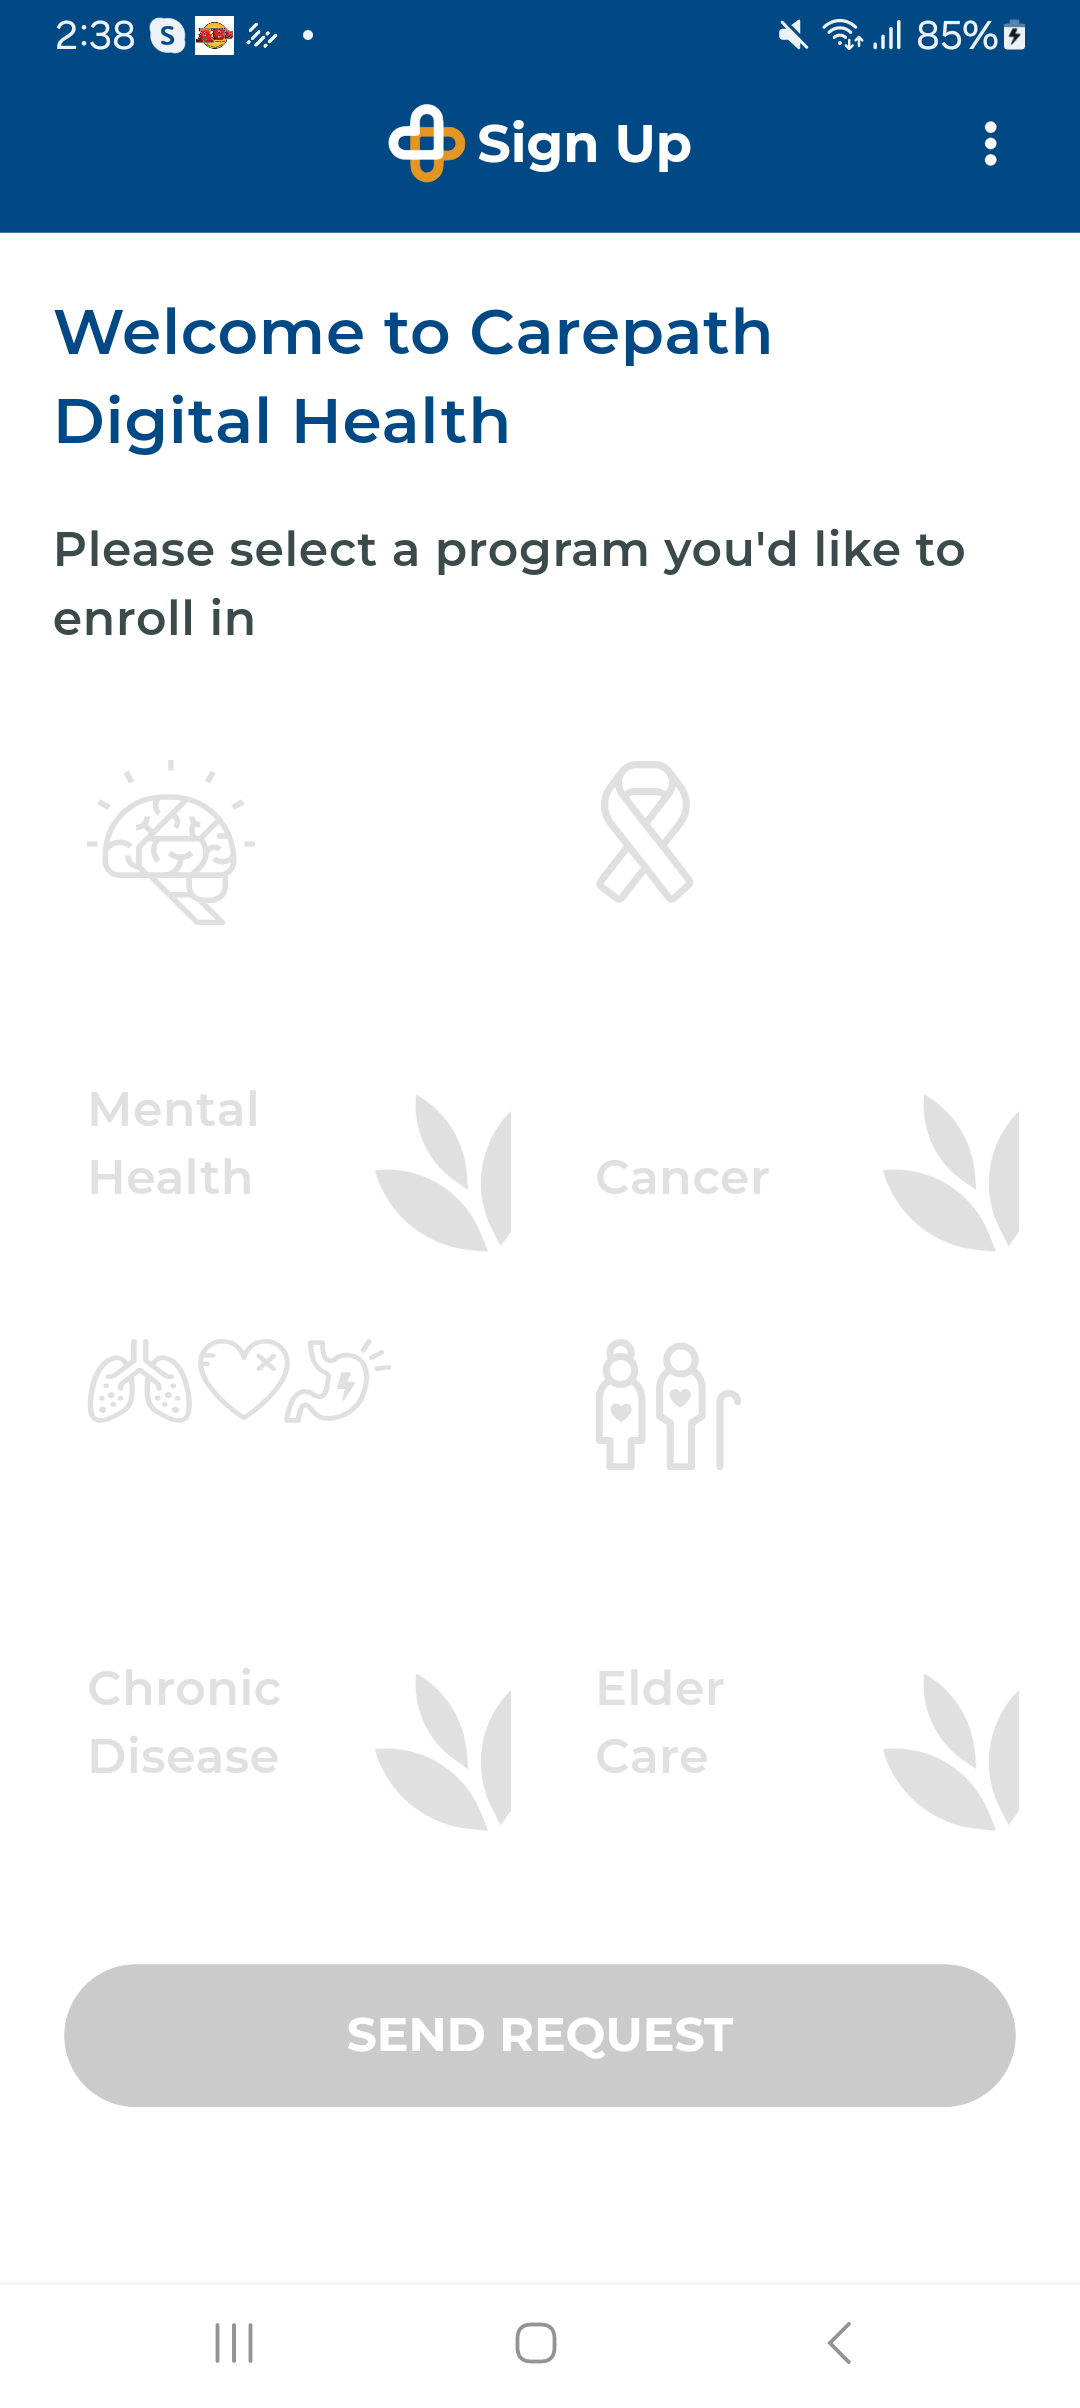 2:38 S 85%
Sign Up
Welcome to Carepath
Digital Health
Please select a program you'd like to
enroll in
Mental
Health
Cancer
Chronic
Disease
Elder
Care
SEND REQUEST